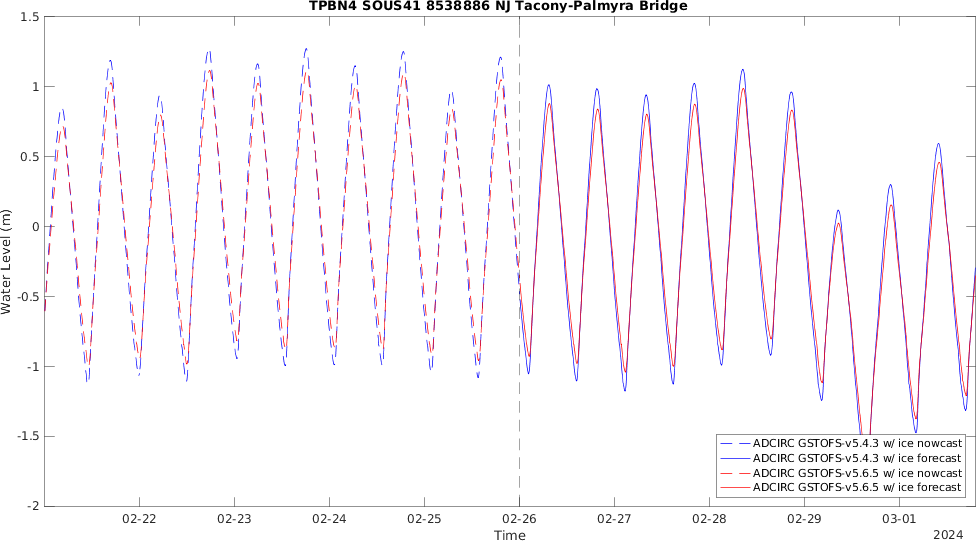 TPBN4 SOUS41 8538886 NJ Tacony-Palmyra Bridge
1.5
1
0.5
0
-0.5
-1
-1.5
-2
Water Level (m)
02-22
02-23
02-24
02-25
02-26
02-27
02-28
02-29
03-01
Time
2024
ADCIRC GSTOFS-v5.4.3 w/ ice nowcast
ADCIRC GSTOFS-v5.4.3 w/ ice forecast
ADCIRC GSTOFS-v5.6.5 w/ ice nowcast
ADCIRC GSTOFS-v5.6.5 w/ ice forecast